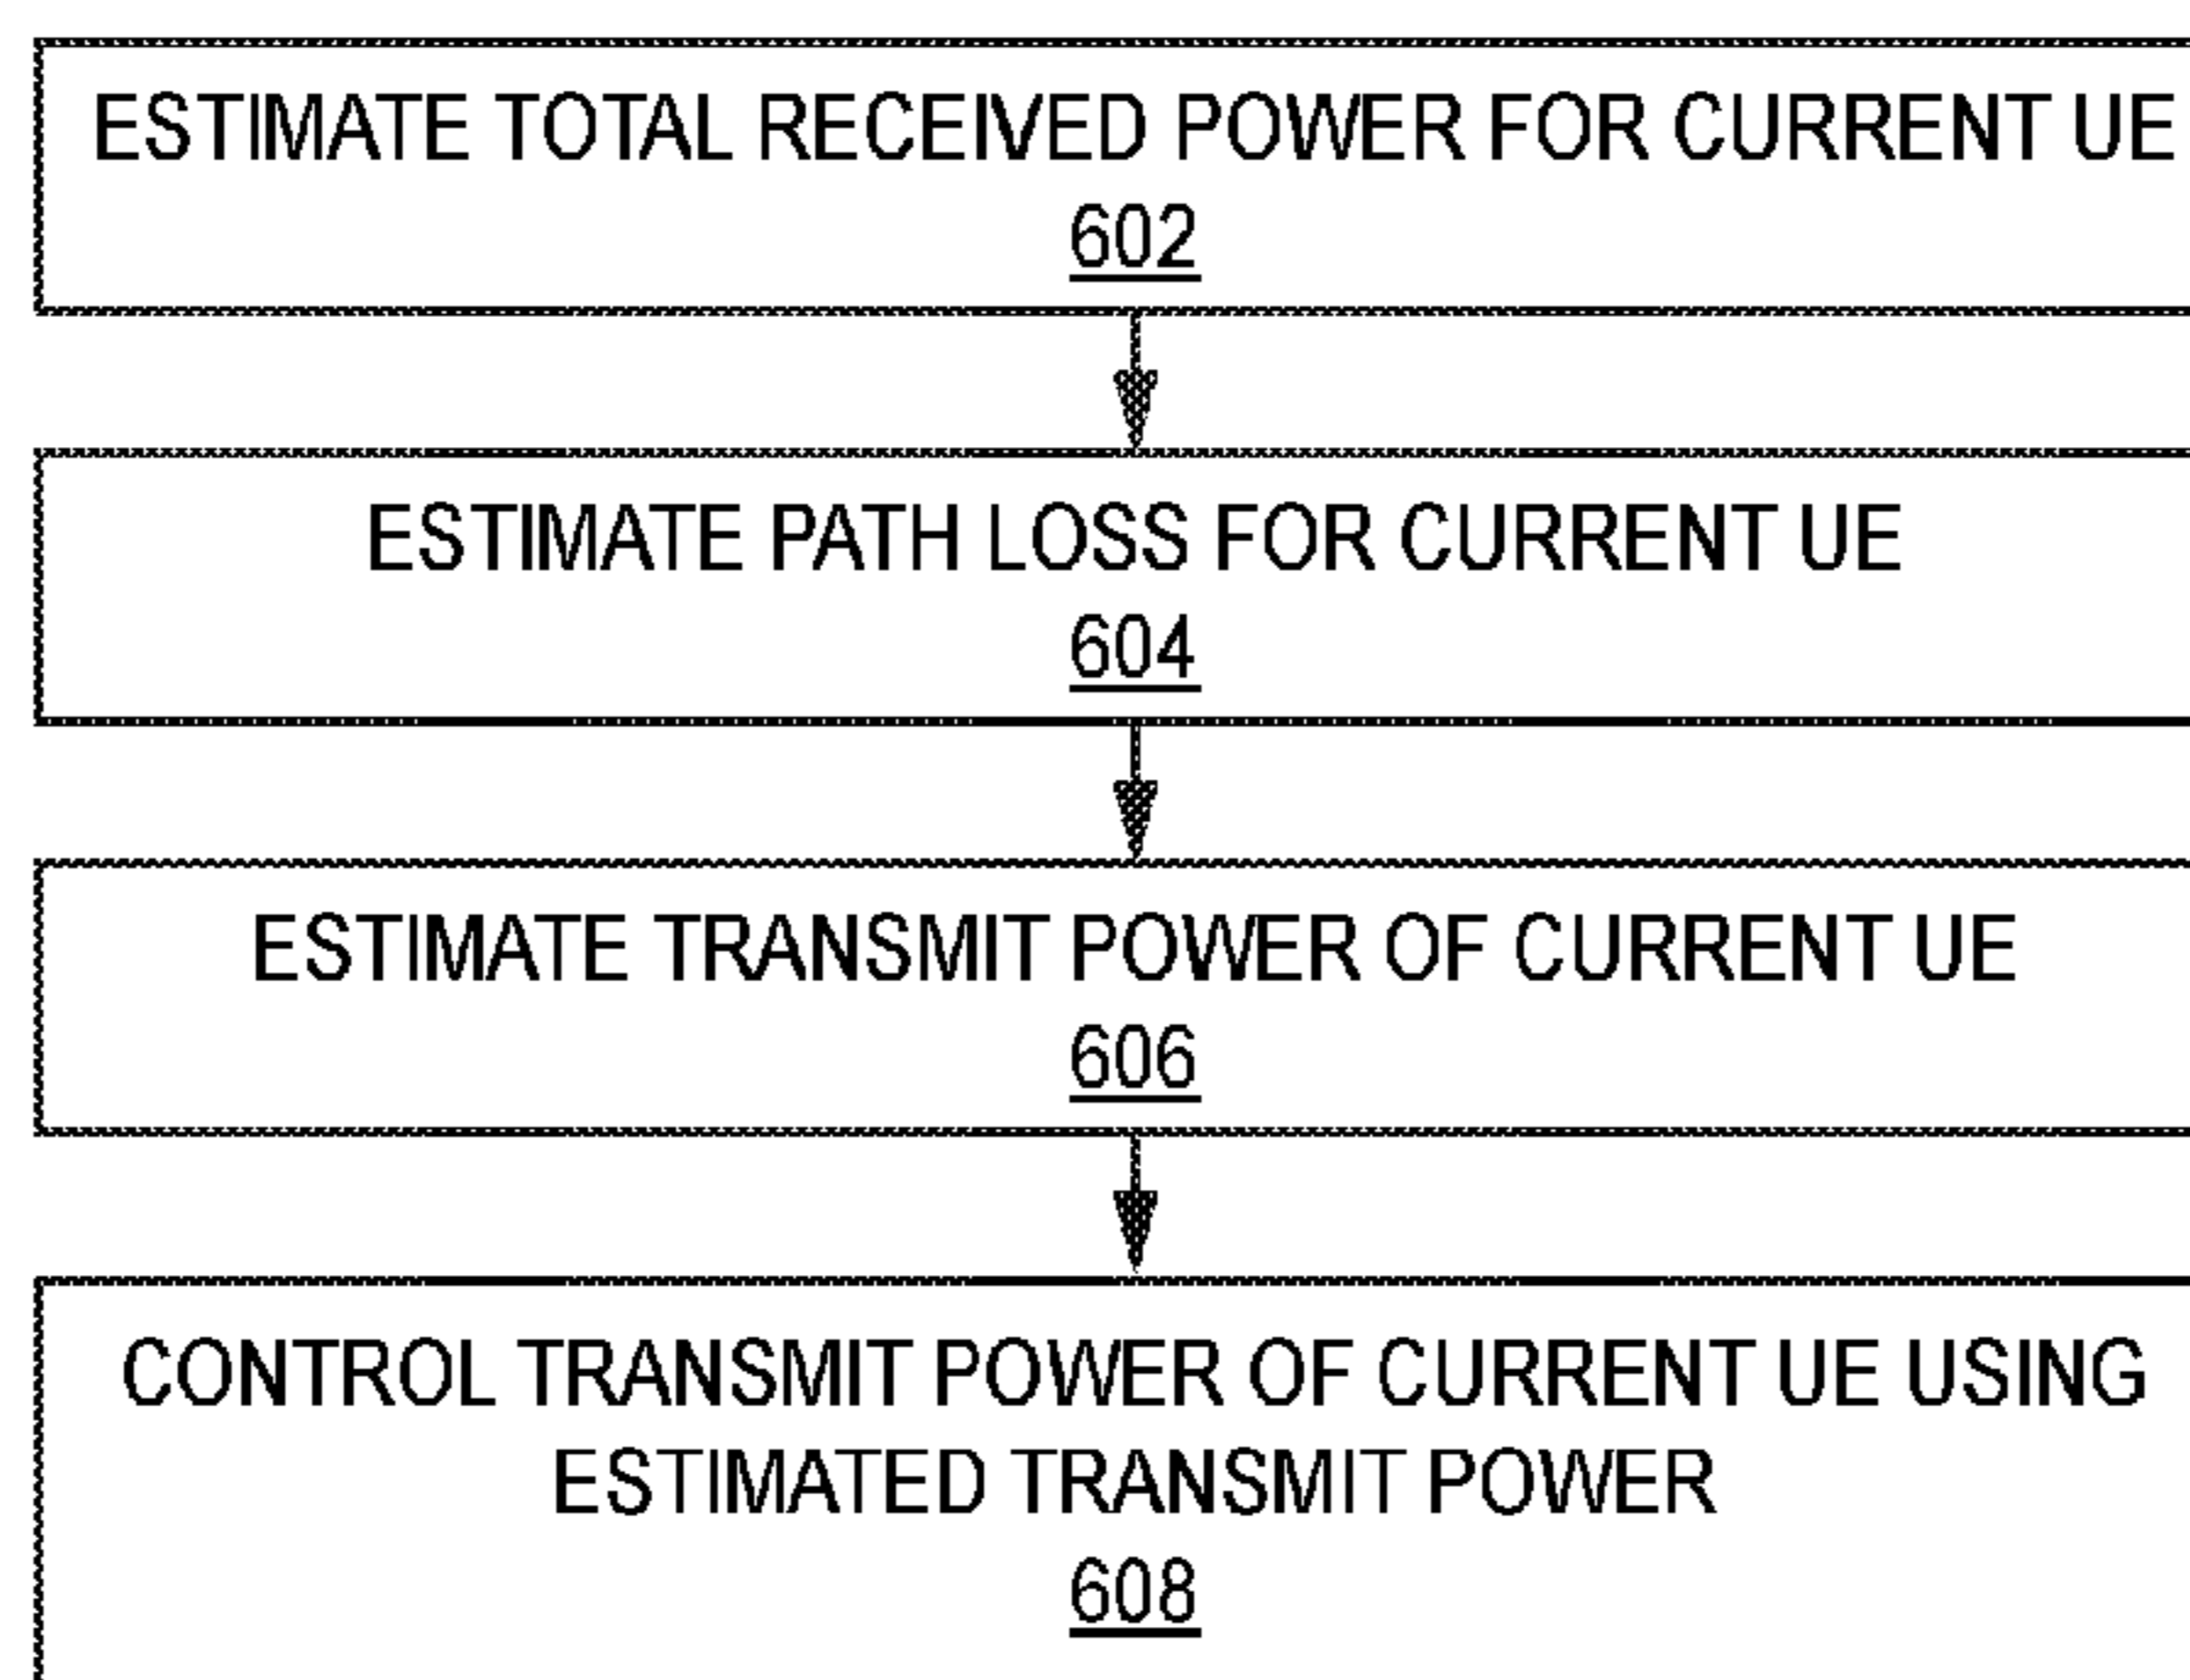 ESTIMATE TOTAL RECEIVED POWER FOR CURRENT UE
602
ESTIMATE PATH LOSS FOR CURRENT UE
604
ESTIMATE TRANSMIT POWER OF CURRENT UE
606
CONTROL TRANSMIT POWER OF CURRENT UE USING
ESTIMATED TRANSMIT POWER
608